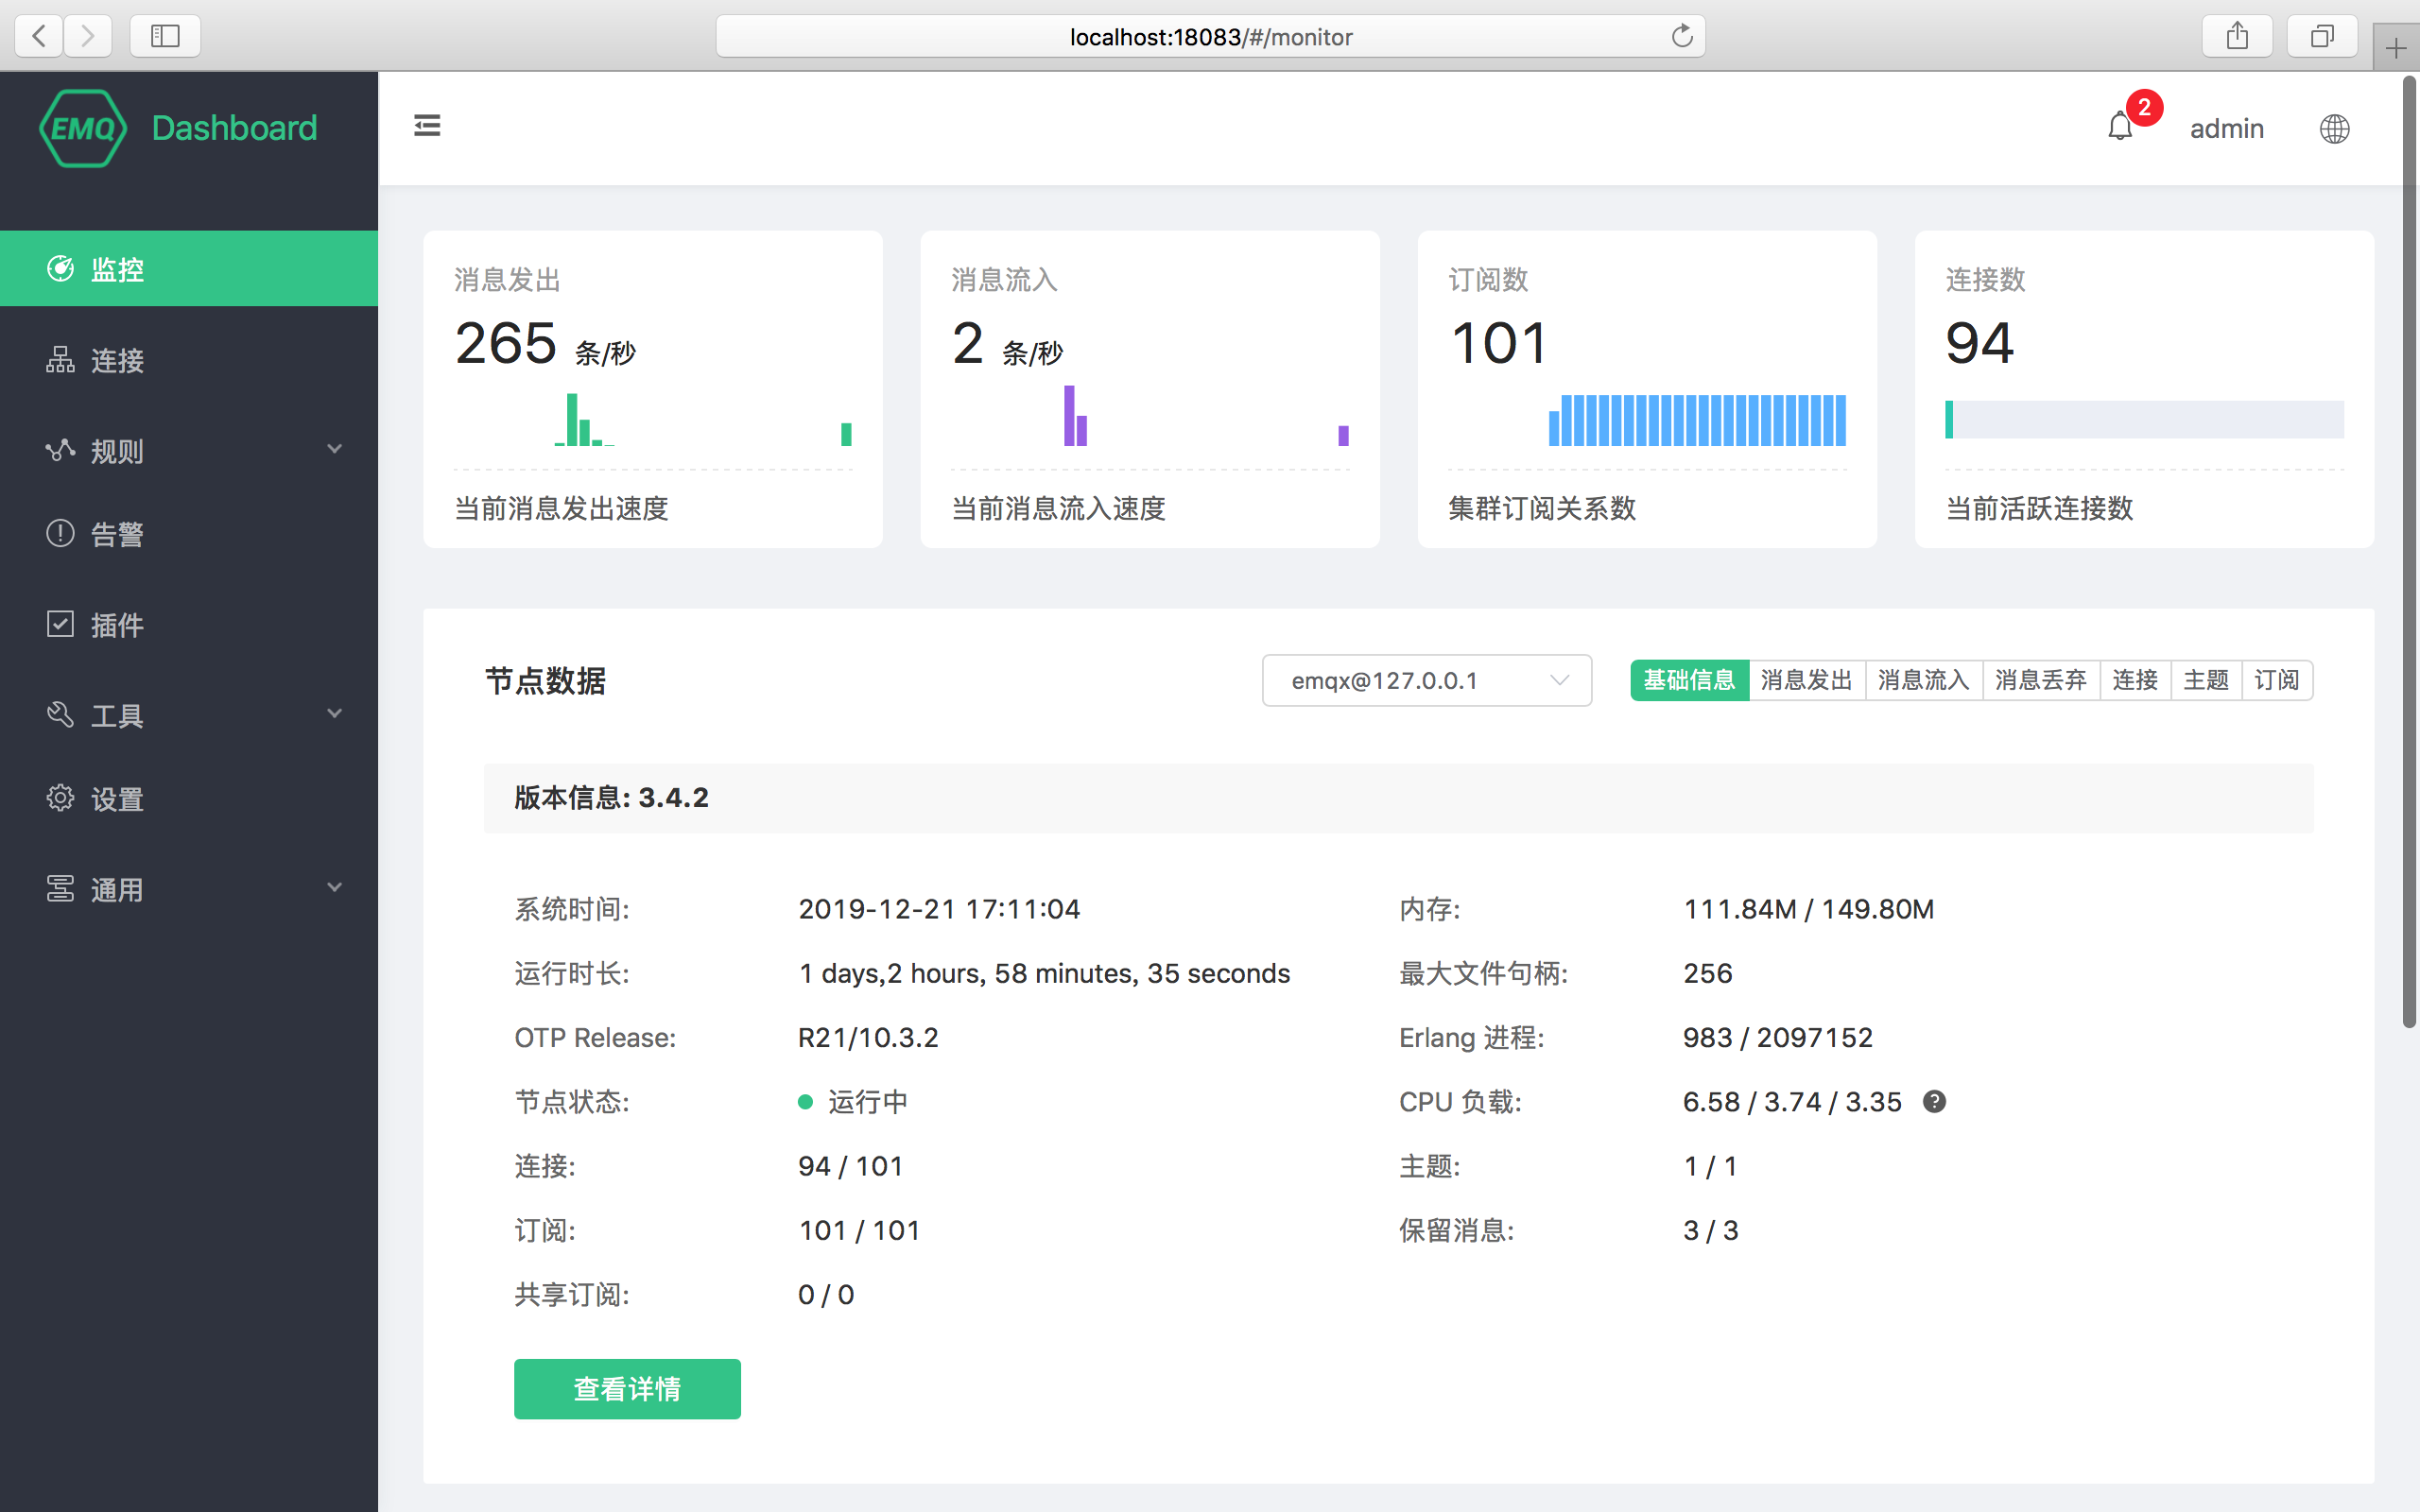 localhost:18083/#/monitor
EMQ Dashboard
2
admin
监控
连接
规则
告警
插件
工具
设置
通用
消息发出
265 条/秒
当前消息发出速度
消息流入
2 条/秒
当前消息流入速度
订阅数
101
集群订阅关系数
连接数
94
当前活跃连接数
节点数据
emqx@127.0.0.1
基础信息 消息发出 消息流入 消息丢弃 连接 主题 订阅
版本信息: 3.4.2
系统时间: 2019-12-21 17:11:04
内存: 111.84M / 149.80M
运行时长: 1 days,2 hours, 58 minutes, 35 seconds
最大文件句柄: 256
OTP Release: R21/10.3.2
Erlang 进程: 983 / 2097152
节点状态: 运行中
CPU 负载: 6.58 / 3.74 / 3.35 ?
连接: 94 / 101
主题: 1 / 1
订阅: 101 / 101
保留消息: 3 / 3
共享订阅: 0 / 0
查看详情